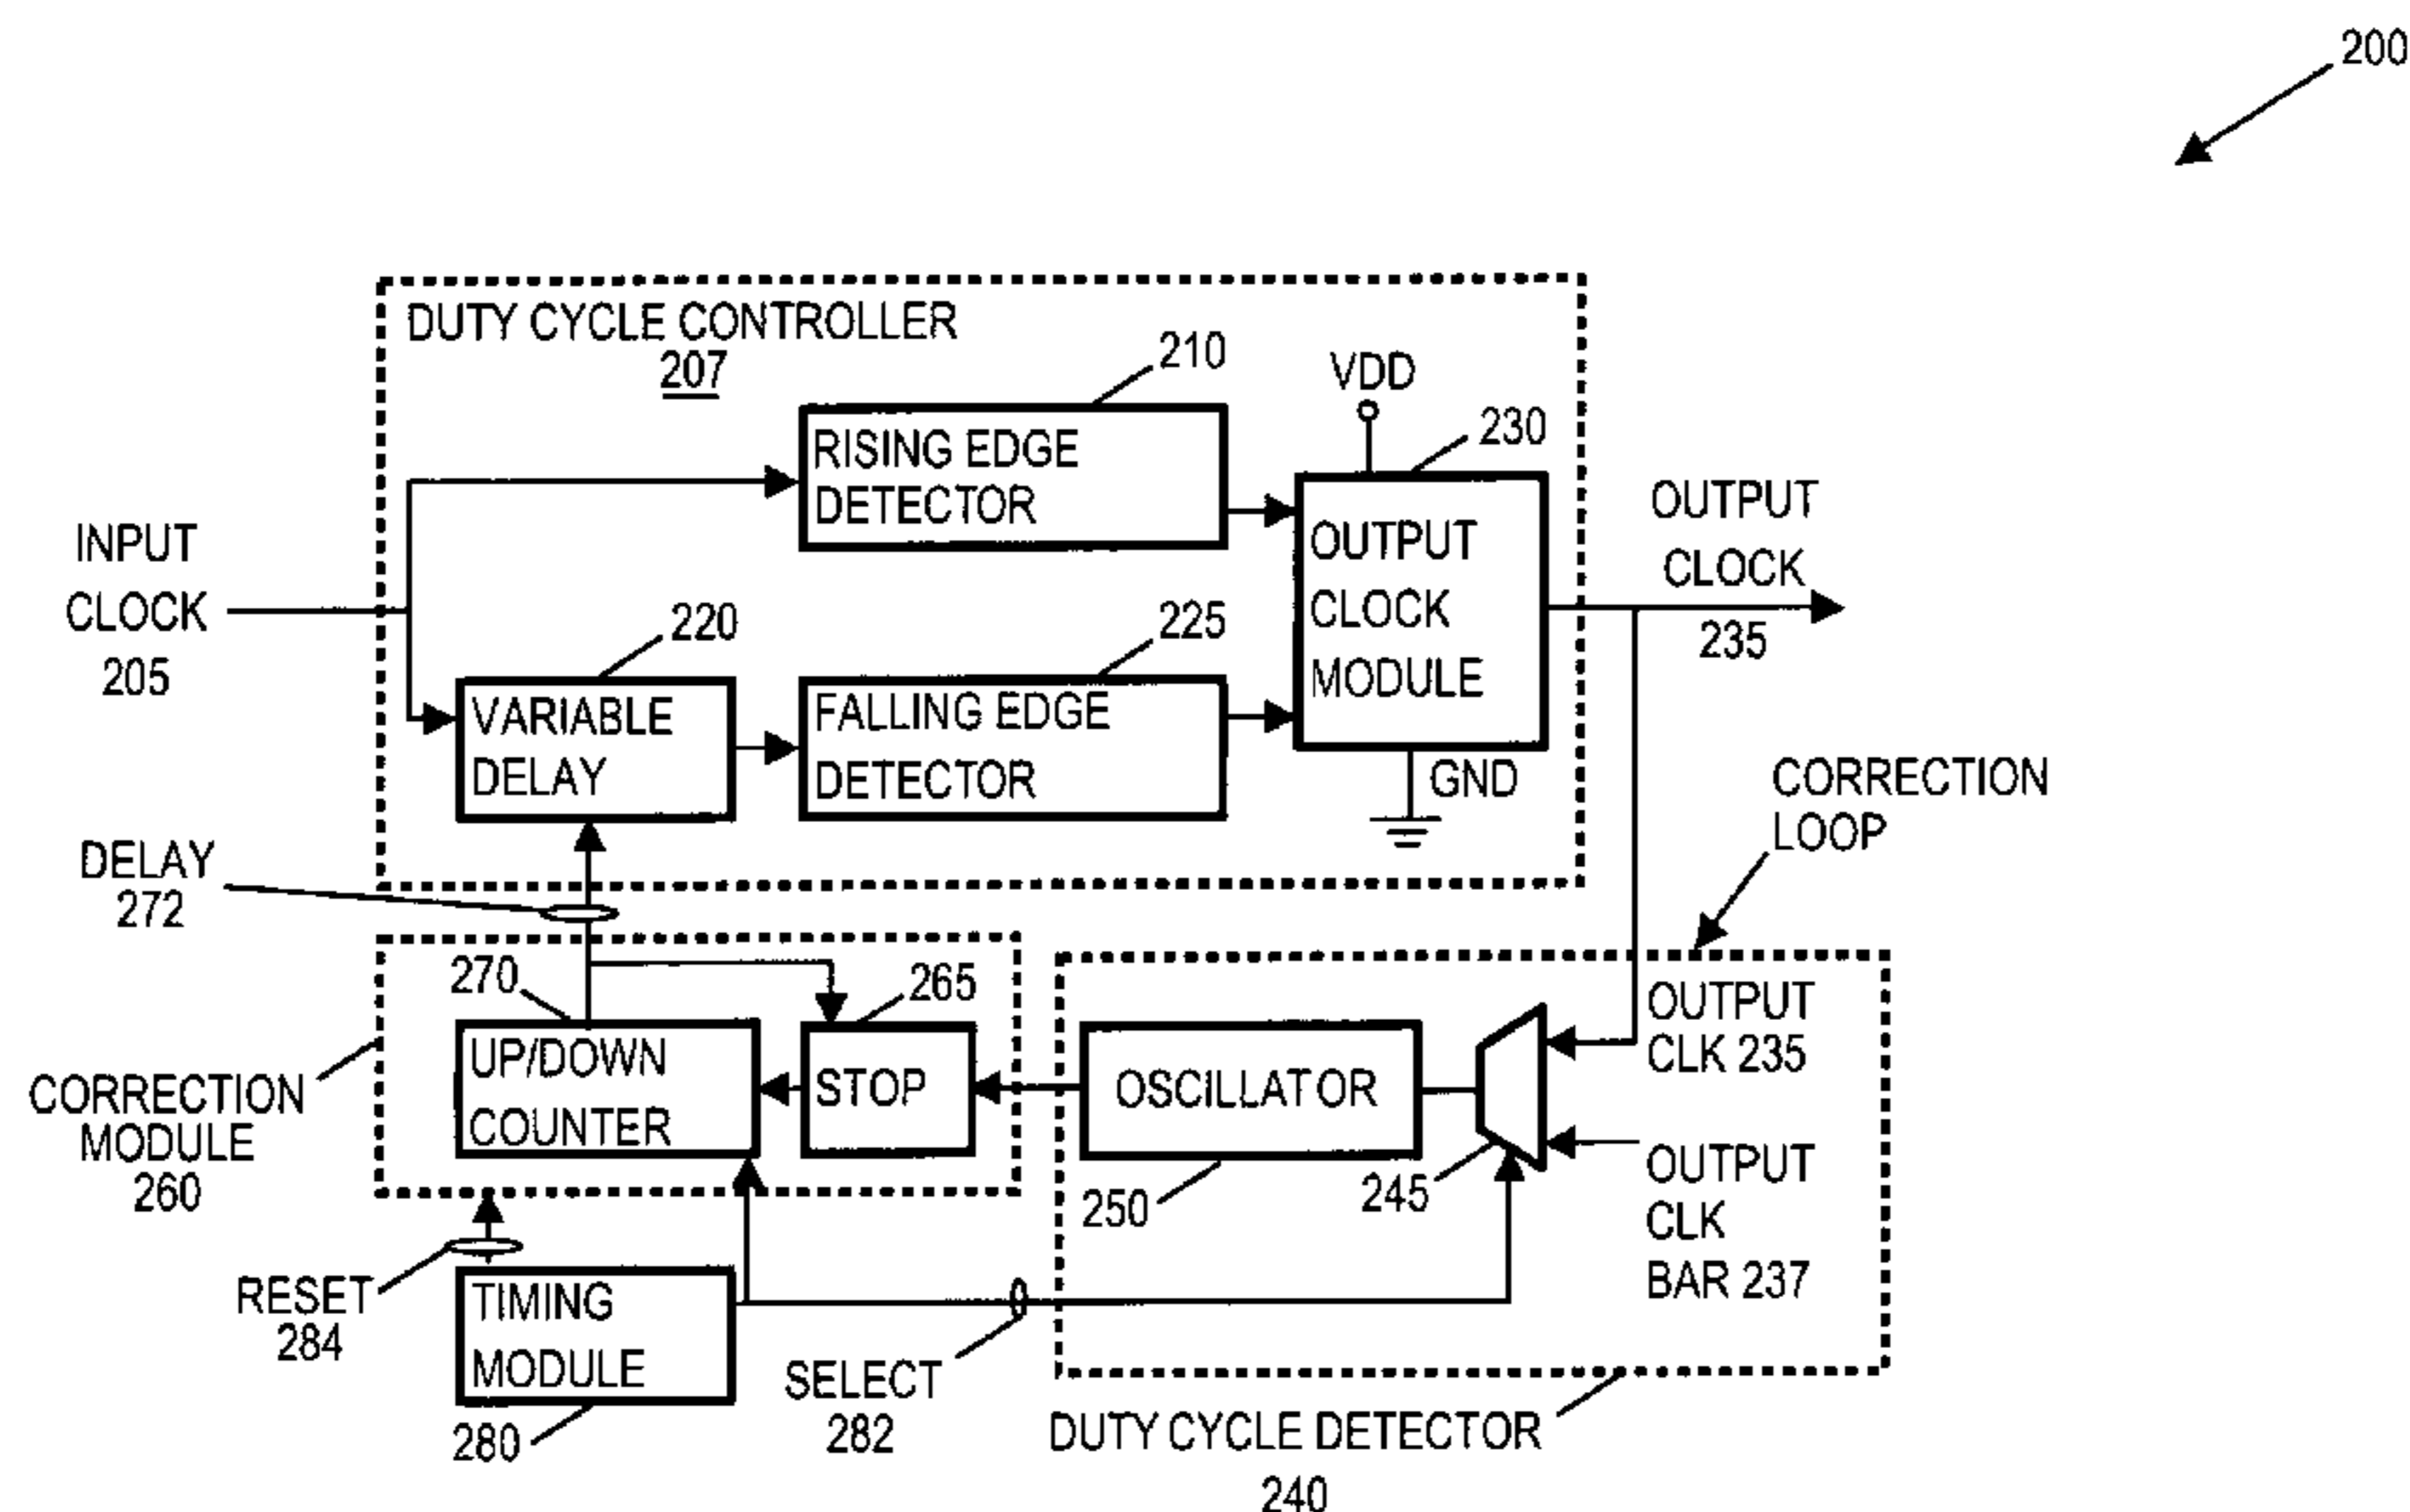 200
DUTY CYCLE CONTROLLER
207
210
VDD
230
RISING EDGE
DETECTOR
INPUT
CLOCK
205
OUTPUT
CLOCK
MODULE
OUTPUT
CLOCK
235
220
225
VARIABLE
DELAY
FALLING EDGE
DETECTOR
GND
CORRECTION
LOOP
DELAY
272
270
265
UP/DOWN
COUNTER
STOP
OSCILLATOR
OUTPUT
CLK 235
CORRECTION
MODULE
260
250
245
OUTPUT
CLK
BAR 237
RESET
284
TIMING
MODULE
280
SELECT
282
DUTY CYCLE DETECTOR
240